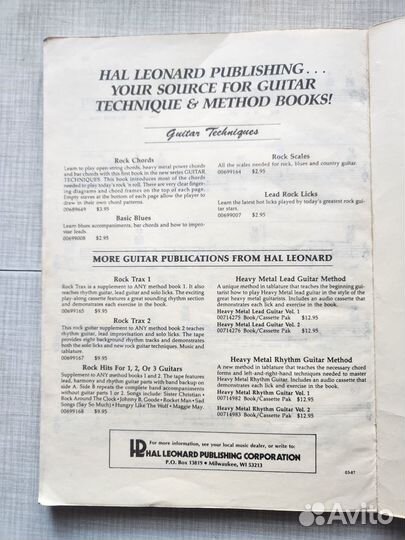 HAL LEONARD PUBLISHING...
YOUR SOURCE FOR GUITAR
TECHNIQUE & METHOD BOOKS!
Guitar Techniques
Rock Chords
Learn to play open string chords, heavy metal power chords
and bar chords with this first book in the new series GUITAR
TECHNIQUES. This book introduces most of the chords
needed to play today's rock 'n roll. There are very clear finger-
ing diagrams and chord frames on the top of each page.
Empty staves at the bottom of each page allow the player to
draw in their own chord patterns.
00689649 $3.95
Basic Blues
Learn blues accompaniments, bar chords and how to impro-
vise leads.
00699008 $2.95
Rock Scales
All the scales needed for rock, blues and country guitar.
00699164 $2.95
Lead Rock Licks
Learn the latest hot licks played by today's greatest rock gui-
tar stars.
00699007 $2.95
MORE GUITAR PUBLICATIONS FROM HAL LEONARD
Rock Trax 1
Rock Trax is a supplement to ANY method book 1. It also
teaches rhythm guitar, lead guitar and solo licks. The exciting
play-along cassette features a great sounding rhythm section
and demonstrates each exercise in the book.
00699165 $9.95
Rock Trax 2
This rock guitar supplement to ANY method book 2 teaches
rhythm guitar, lead improvisation and solo licks. The tape
provides eight background rhythm tracks and demonstrates
both the solo licks and new rock guitar techniques. Music and
tablature.
00699167 $9.95
Rock Hits For 1, 2, Or 3 Guitars
Supplement to ANY method books 1 and 2. The tape features
lead, harmony and rhythm guitar parts with band backup on
side A. Side B repeats the complete band accompaniments
without guitar parts 1 or 2. Songs include: Sister Christian •
Rock Around The Clock • Johnny B. Goode • Rocket Man • Sad
Songs (Say So Much) • Hungry Like The Wolf • Maggie May.
00699168 $9.95
Heavy Metal Lead Guitar Method
A unique method in tablature that teaches the beginning gui-
tarist how to play Heavy Metal lead guitar in the style of the
great heavy metal guitarists. Includes an audio cassette that
demonstrates each lick and exercise in the book.
Heavy Metal Lead Guitar Vol. 1
00714275 Book/Cassette Pak $12.95
Heavy Metal Lead Guitar Vol. 2
00714276 Book/Cassette Pak $12.95
Heavy Metal Rhythm Guitar Method
A new method in tablature that teaches the necessary chord
forms and left-and-right-hand techniques needed to master
Heavy Metal Rhythm Guitar. Includes an audio cassette that
demonstrates each lick and exercise in the book.
Heavy Metal Rhythm Guitar Vol. 1
00714982 Book/Cassette Pak $12.95
Heavy Metal Rhythm Guitar Vol. 2
00714983 Book/Cassette Pak $12.95
For more information, see your local music dealer, or write to:
HAL LEONARD PUBLISHING CORPORATION
P.O. Box 13819 • Milwaukee, WI 53213
03-87
Avito